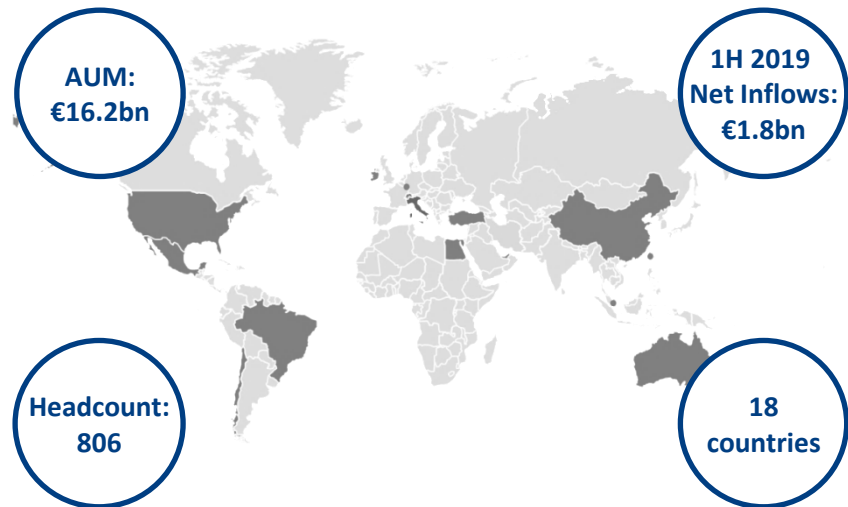 AUM:
€16.2bn
1H 2019
Net Inflows:
€1.8bn
Headcount:
806
18
countries